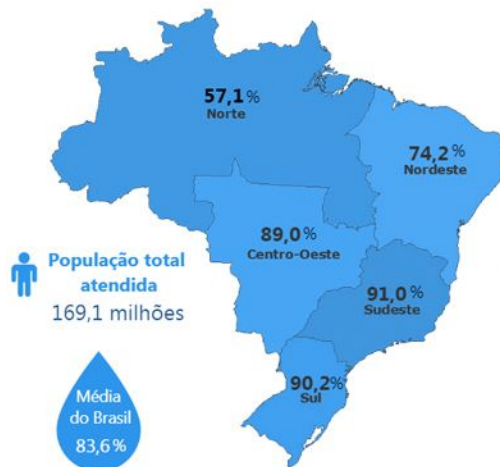 57,1%
Norte
74,2%
Nordeste
89,0%
Centro-Oeste
População total
atendida
169,1 milhões
91,0%
Sudeste
90,2%
Sul
Média
do Brasil
83,6%